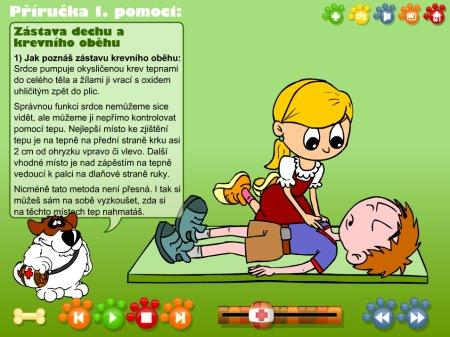 Příručka 1. pomoci:
Zástava dechu a
krevního oběhu
1) Jak poznáš zástavu krevního oběhu:
Srdce pumpuje okysličenou krev tepnami
do celého těla a žílami ji vrací s oxidem
uhličitým zpět do plic.
Správnou funkci srdce nemůžeme sice
vidět, ale můžeme ji nepřímo kontrolovat
pomocí tepu. Nejlepší místo ke zjištění
tepu je na tepně na přední straně krku asi
2 cm od ohryzku vpravo či vlevo. Další
vhodné místo je nad zápěstím na tepně
vedoucí k palci na dlaňové straně ruky.
Nicméně tato metoda není přesná. I tak si
můžeš sám na sobě vyzkoušet, zda si
na těchto místech tep nahmatáš.